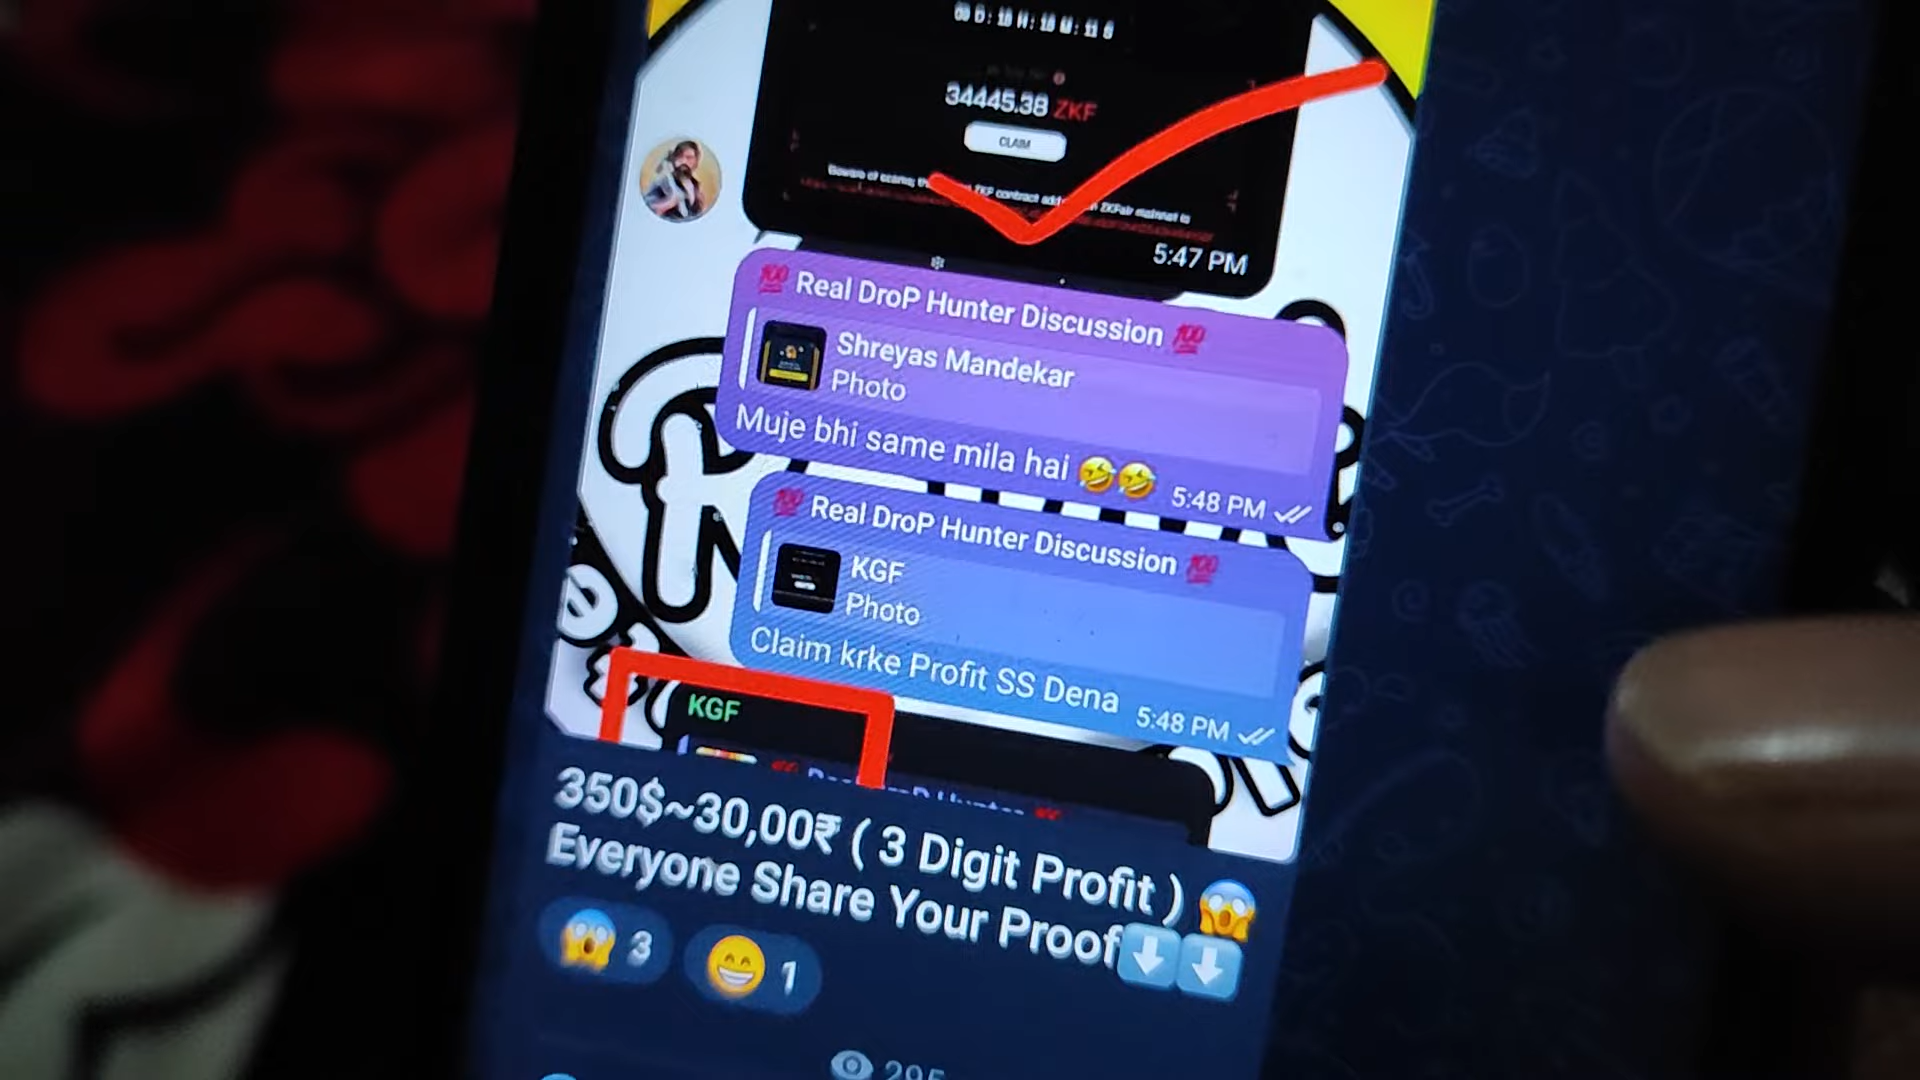 34445.38 ZKF
CLAIM
5:47 PM
💯 Real DroP Hunter Discussion 💯
Shreyas Mandekar
Photo
Muje bhi same mila hai 🤣🤣 5:48 PM
💯 Real DroP Hunter Discussion 💯
KGF
Photo
Claim krke Profit SS Dena 5:48 PM
KGF
350$~30,00₹ ( 3 Digit Profit ) 😱
Everyone Share Your Proof⬇️⬇️
😱 3 😁 1
295